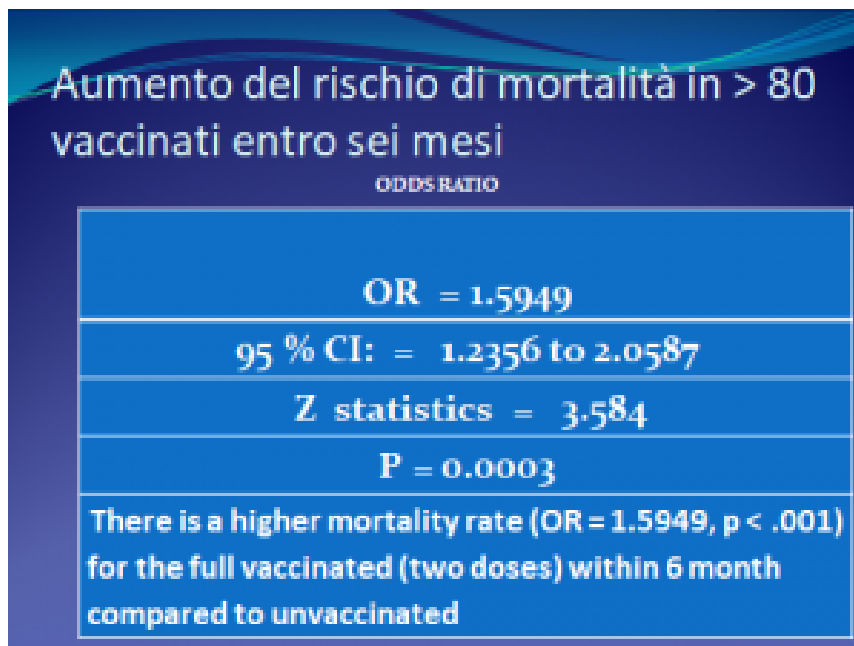 Aumento del rischio di mortalità in > 80
vaccinati entro sei mesi
ODDS RATIO
OR = 1.5949
95 % CI: = 1.2356 to 2.0587
Z statistics = 3.584
P = 0.0003
There is a higher mortality rate (OR = 1.5949, p < .001)
for the full vaccinated (two doses) within 6 month
compared to unvaccinated